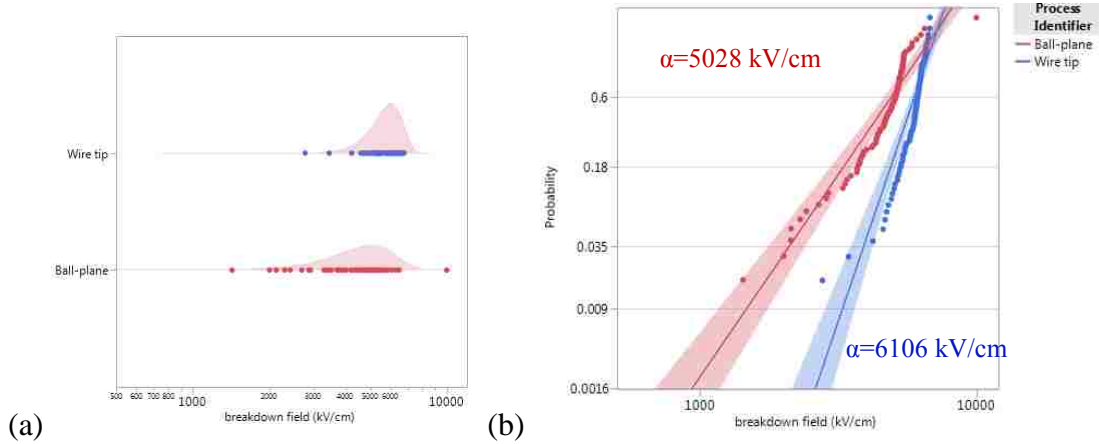 (a)
Wire tip
Ball-plane
500 600 700 1000 2000 3000 4000 5000 6000 10000
breakdown field (kV/cm)
(b)
Process
Identifier
Ball-plane
Wire tip
α=5028 kV/cm
0.6
Probability
0.18
0.035
0.009
α=6106 kV/cm
0.0016
1000 10000
breakdown field (kV/cm)